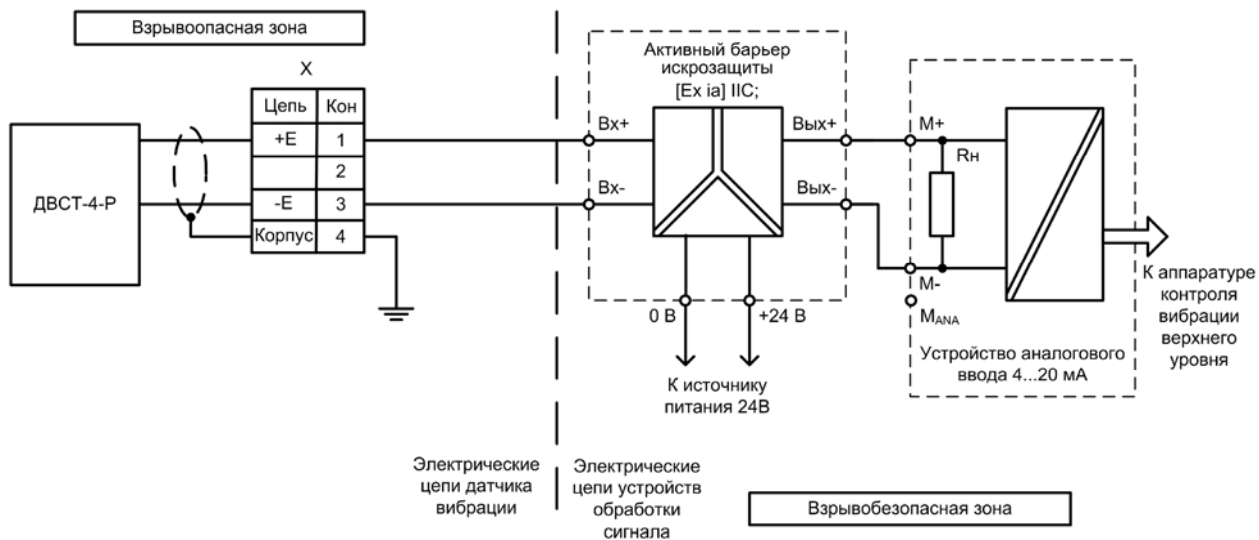 Взрывоопасная зона
X
Цепь Кон
+E 1
2
-E 3
Корпус 4
ДВСТ-4-Р
Активный барьер
искрозащиты
[Ex ia] IIC;
Вх+
Вх-
Вых+
Вых-
0 В
+24 В
К источнику
питания 24В
M+
Rн
M-
MANA
Устройство аналогового
ввода 4...20 мА
К аппаратуре
контроля
вибрации
верхнего
уровня
Электрические
цепи датчика
вибрации
Электрические
цепи устройств
обработки
сигнала
Взрывобезопасная зона